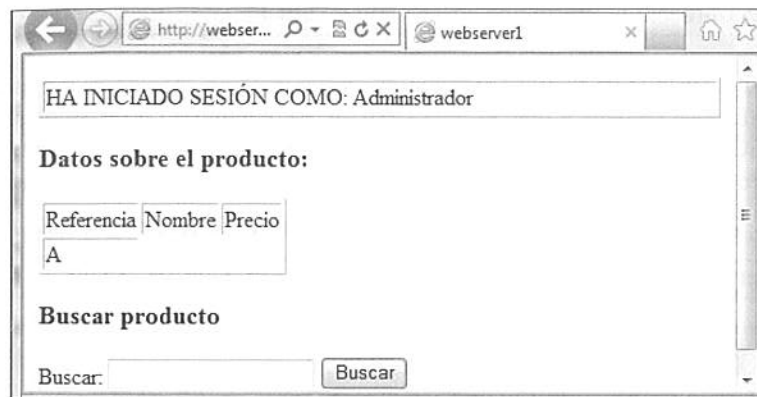 http://webser...
webserver1
HA INICIADO SESIÓN COMO: Administrador
Datos sobre el producto:
Referencia Nombre Precio
A
Buscar producto
Buscar: Buscar